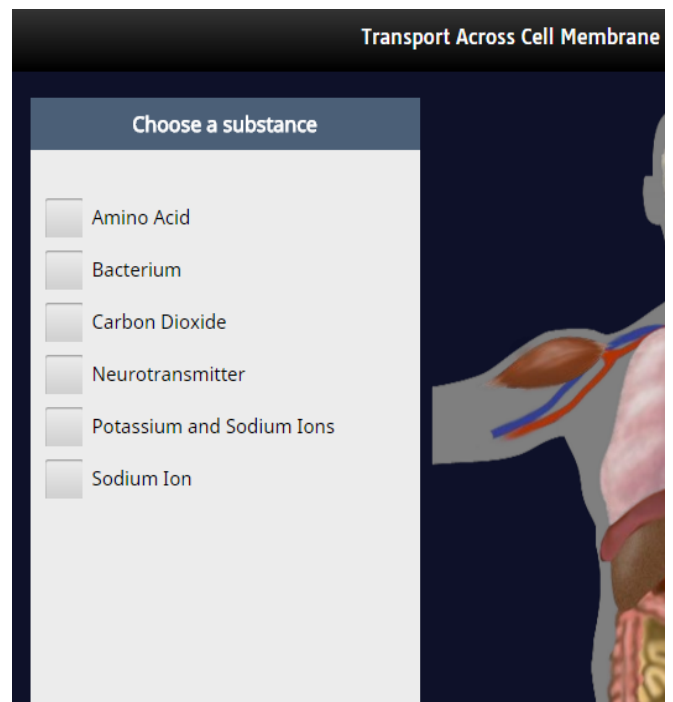 Transport Across Cell Membrane
Choose a substance
Amino Acid
Bacterium
Carbon Dioxide
Neurotransmitter
Potassium and Sodium Ions
Sodium Ion